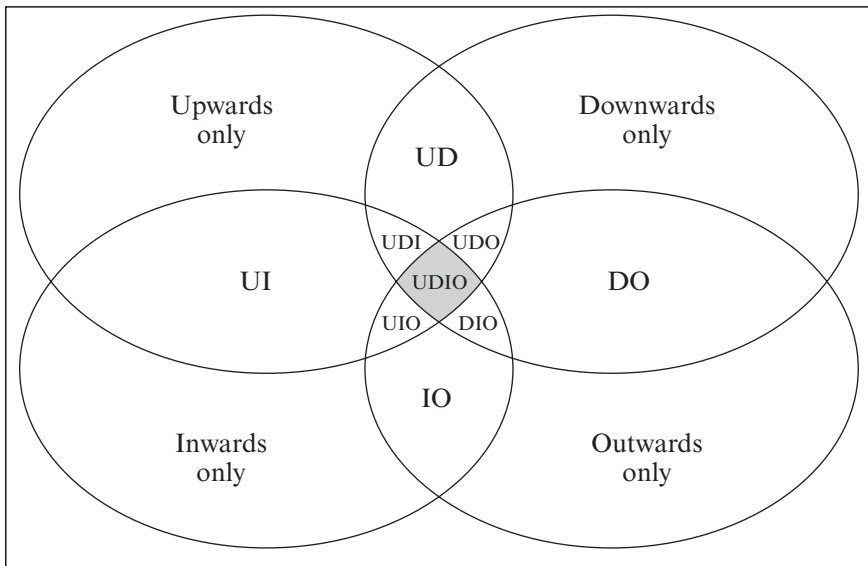 Upwards
only
Downwards
only
UD
UDI
UDO
UI
UDIO
DO
UIO
DIO
IO
Inwards
only
Outwards
only